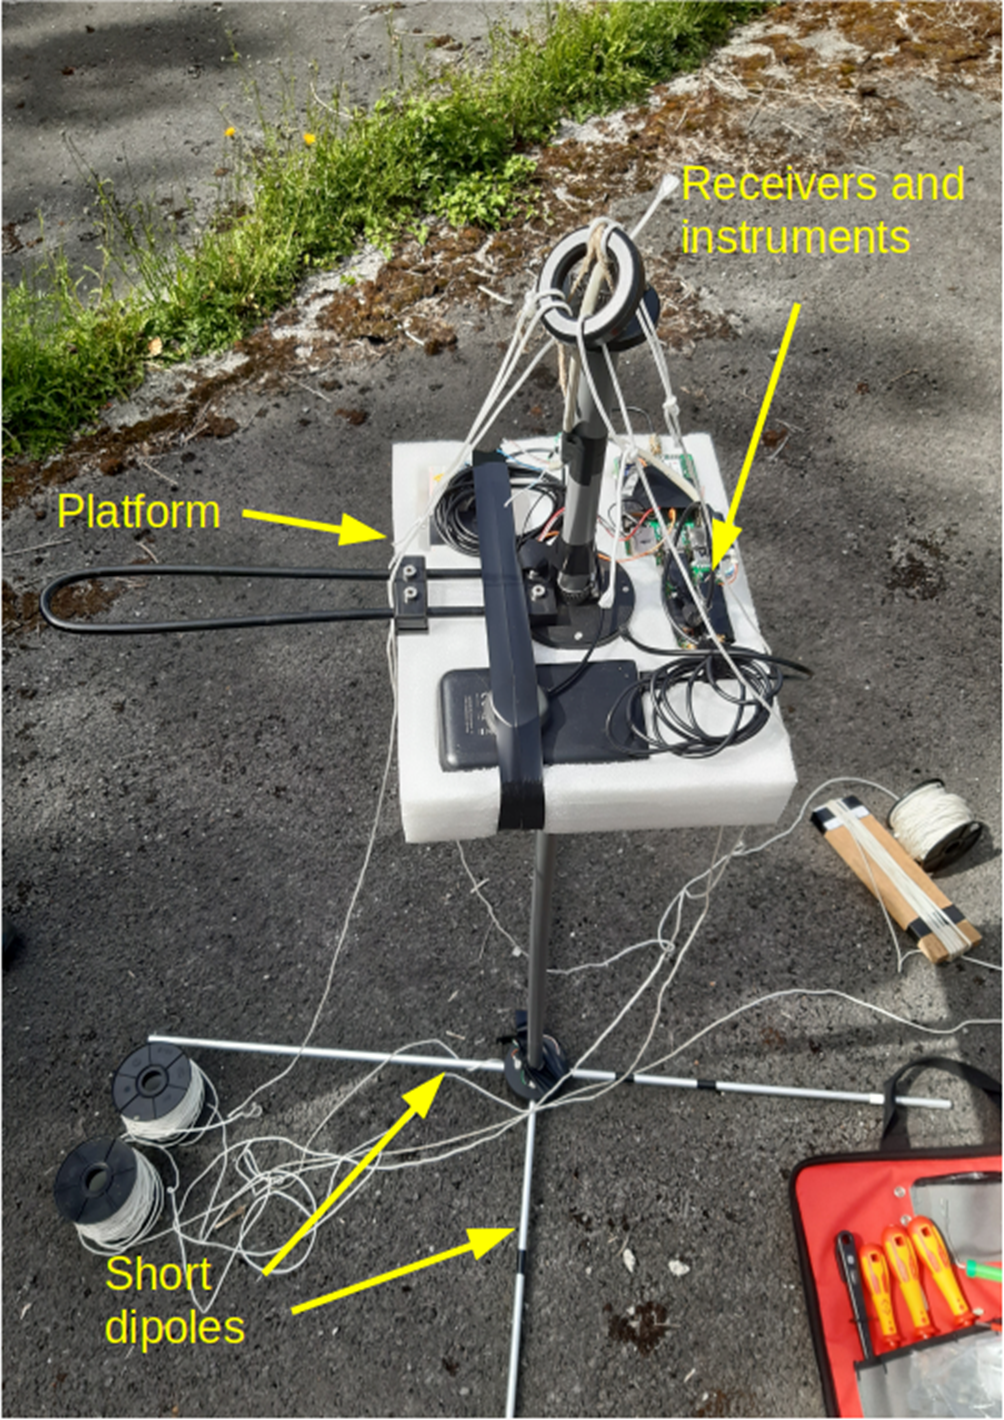 Receivers and
instruments
Platform
Short
dipoles